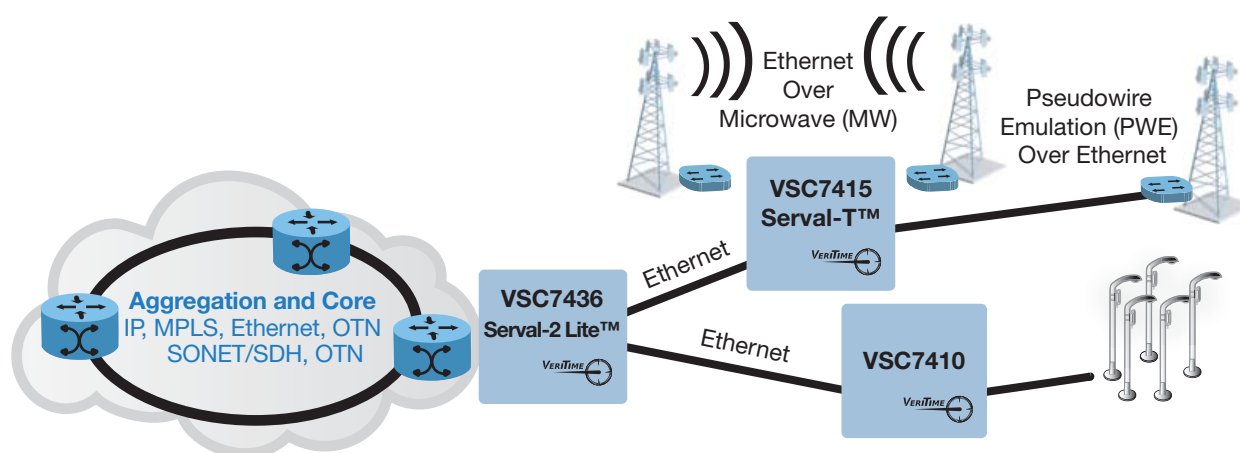 Ethernet
Over
Microwave (MW)
Pseudowire
Emulation (PWE)
Over Ethernet
VSC7415
Serval-T™
VERITIME
Ethernet
Aggregation and Core
IP, MPLS, Ethernet, OTN
SONET/SDH, OTN
VSC7436
Serval-2 Lite™
VERITIME
Ethernet
VSC7410
VERITIME